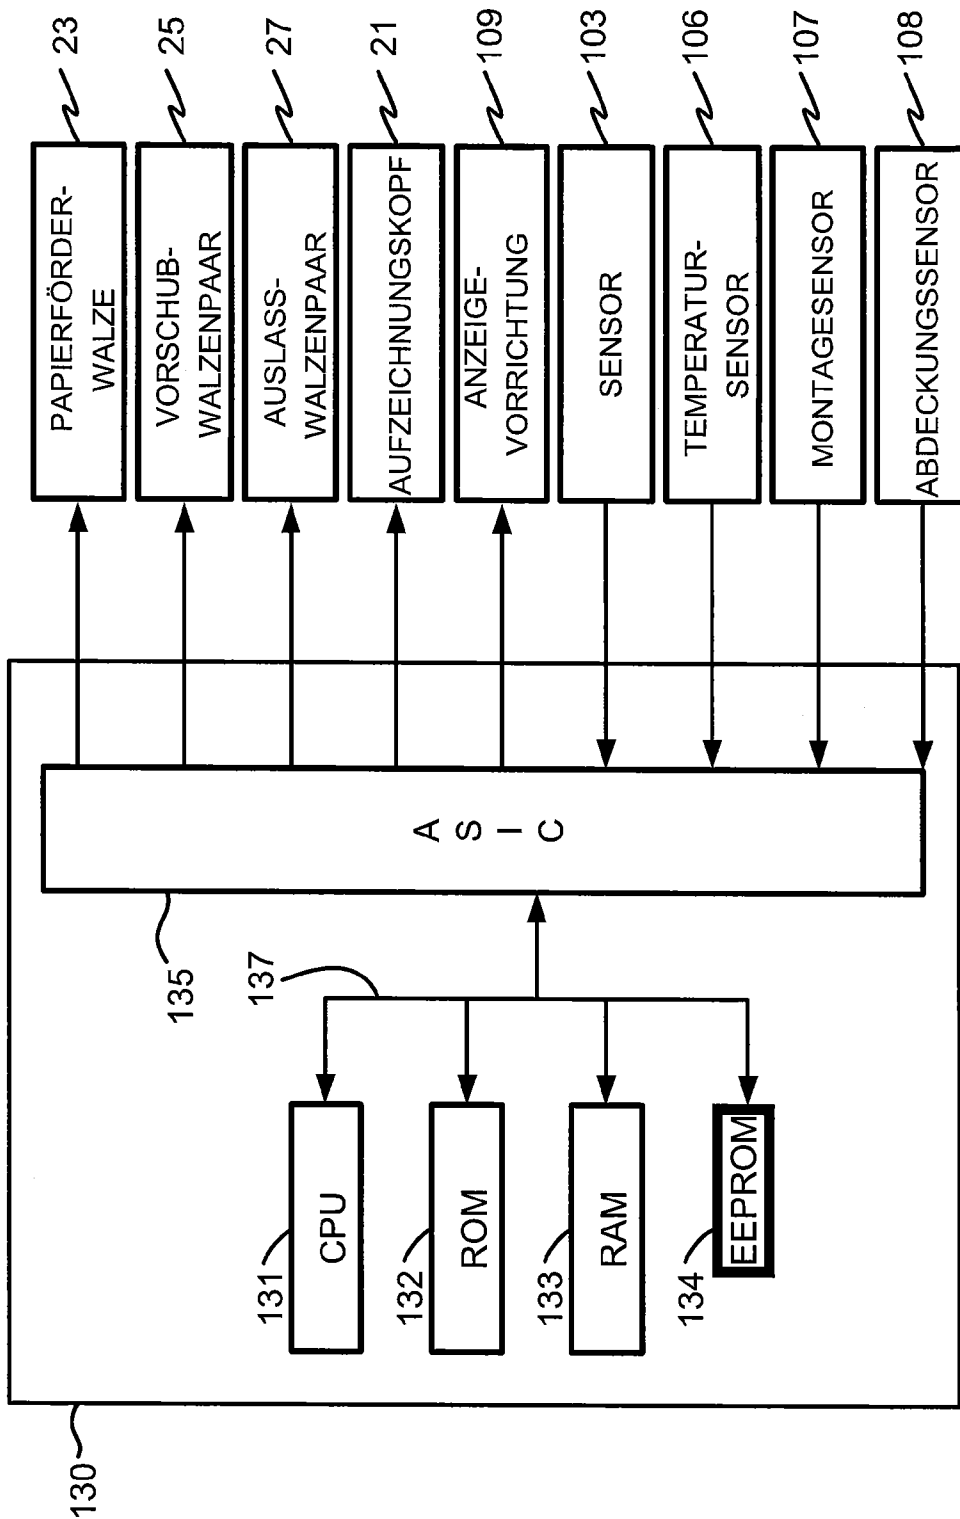 130
131
CPU
132
ROM
133
RAM
134
EEPROM
137
135
ASIC
PAPIERFÖRDER-
WALZE
23
VORSCHUB-
WALZENPAAR
25
AUSLASS-
WALZENPAAR
27
AUFZEICHNUNGSKOPF
21
ANZEIGE-
VORRICHTUNG
109
SENSOR
103
TEMPERATUR-
SENSOR
106
MONTAGESENSOR
107
ABDECKUNGSSENSOR
108